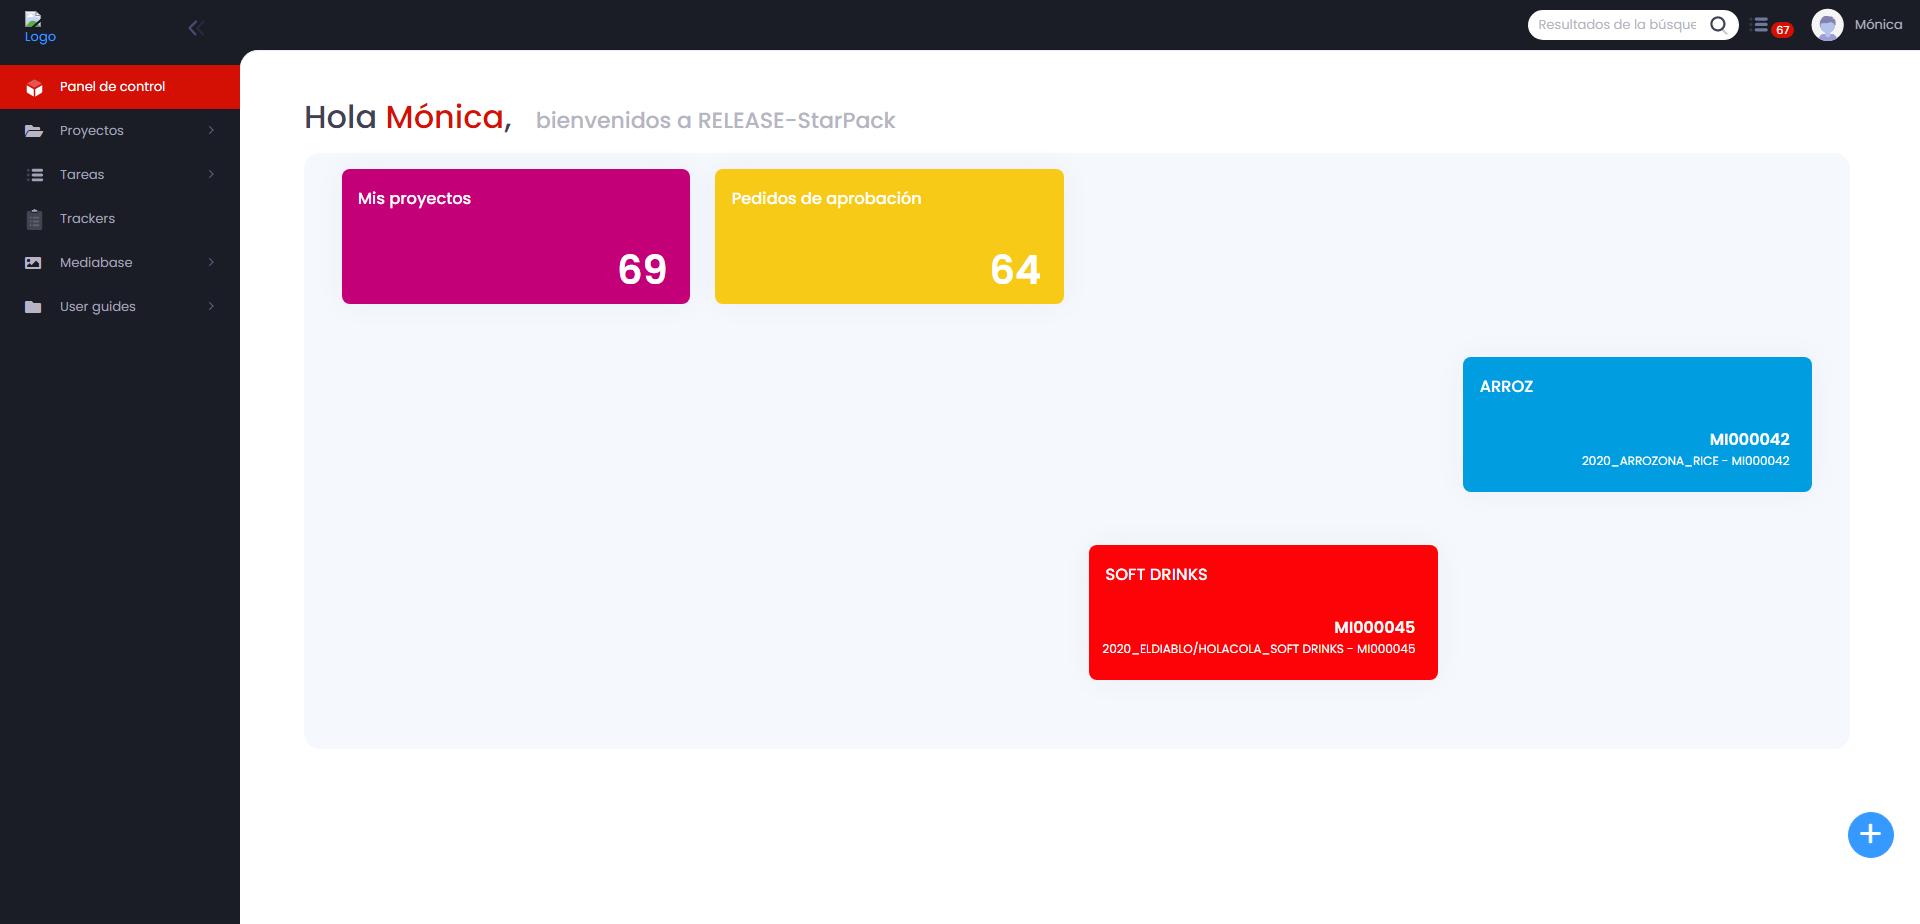 Logo
Resultados de la búsque
67
Mónica
Panel de control
Proyectos
Tareas
Trackers
Mediabase
User guides
Hola Mónica, bienvenidos a RELEASE-StarPack
Mis proyectos
69
Pedidos de aprobación
64
ARROZ
MI000042
2020_ARROZONA_RICE - MI000042
SOFT DRINKS
MI000045
2020_ELDIABLO/HOLACOLA_SOFT DRINKS - MI000045